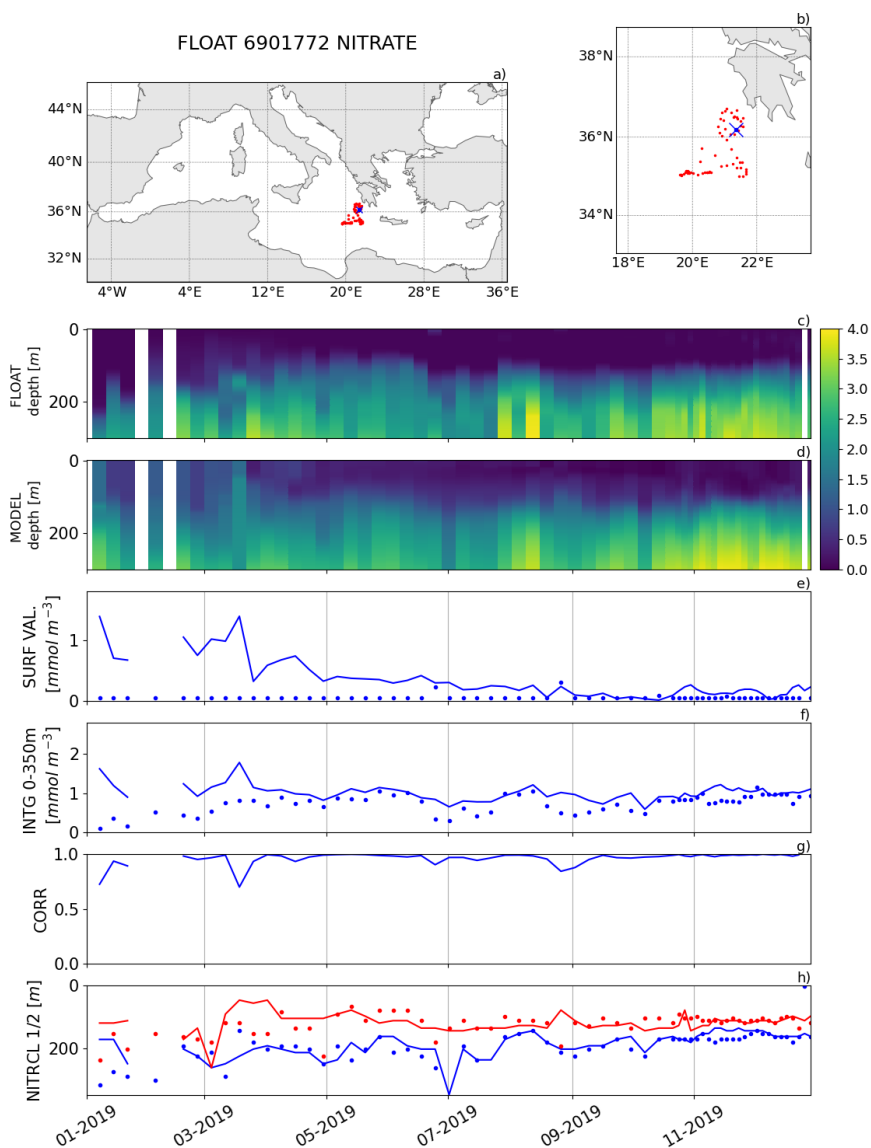 FLOAT 6901772 NITRATE
a)
44°N
40°N
36°N
32°N
4°W 4°E 12°E 20°E 28°E 36°E
b)
38°N
36°N
34°N
18°E 20°E 22°E
c)
FLOAT
depth [m]
0
200
d)
MODEL
depth [m]
0
200
4.0
3.5
3.0
2.5
2.0
1.5
1.0
0.5
0.0
e)
SURF VAL.
[mmol m⁻³]
1
0
f)
INTG 0-350m
[mmol m⁻³]
2
1
0
g)
CORR
1.0
0.5
0.0
h)
NITRCL 1/2 [m]
0
200
01-2019 03-2019 05-2019 07-2019 09-2019 11-2019